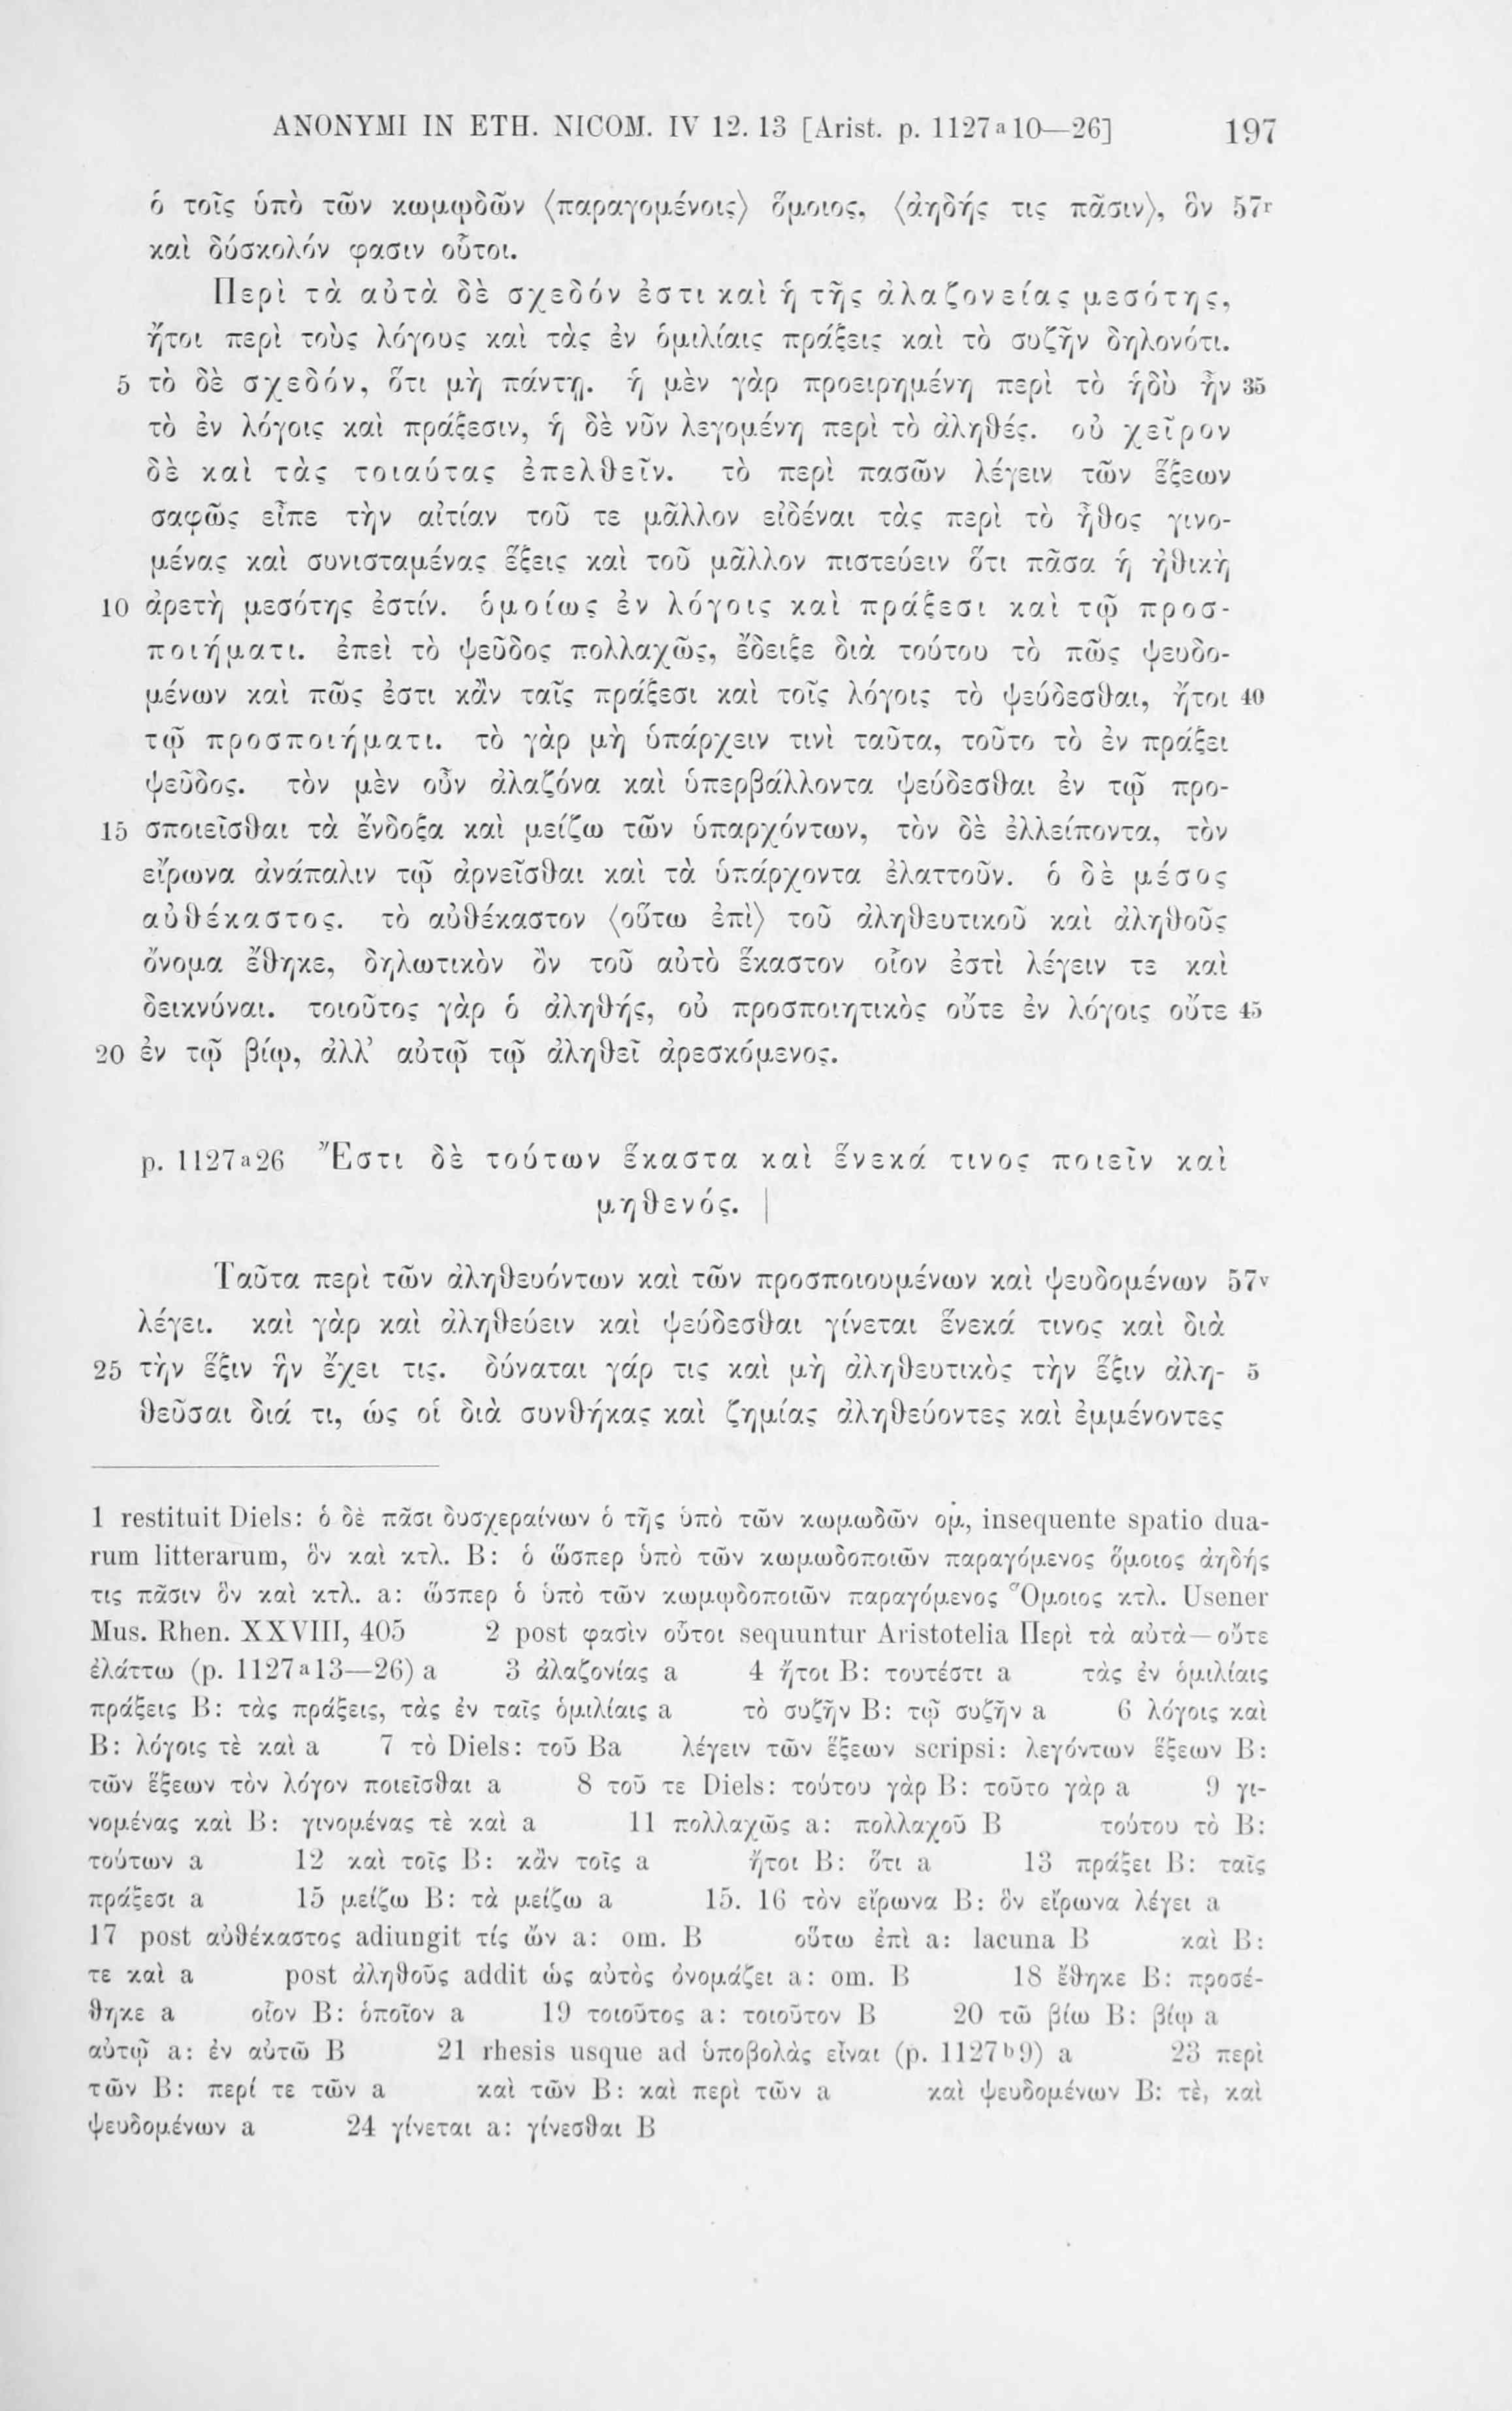 ANONYMI IN ETH. NICOM. IV 12. 13 [Arist. p. 1127a10—26] 197
ὁ τοῖς ὑπὸ τῶν κωμῳδῶν ⟨παραγομένοις⟩ ὅμοιος, ⟨ἀηδής τις πᾶσιν⟩, ὃν 57r
καὶ δύσκολόν φασιν οὗτοι.
Περὶ τὰ αὐτὰ δὲ σχεδόν ἐστι καὶ ἡ τῆς ἀλαζονείας μεσότης,
ἤτοι περὶ τοὺς λόγους καὶ τὰς ἐν ὁμιλίαις πράξεις καὶ τὸ συζῆν δηλονότι.
5 τὸ δὲ σχεδόν, ὅτι μὴ πάντῃ. ἡ μὲν γὰρ προειρημένη περὶ τὸ ἡδὺ ἦν 35
τὸ ἐν λόγοις καὶ πράξεσιν, ἡ δὲ νῦν λεγομένη περὶ τὸ ἀληθές. οὐ χεῖρον
δὲ καὶ τὰς τοιαύτας ἐπελθεῖν. τὸ περὶ πασῶν λέγειν τῶν ἕξεων
σαφῶς εἶπε τὴν αἰτίαν τοῦ τε μᾶλλον εἰδέναι τὰς περὶ τὸ ἦθος γινο-
μένας καὶ συνισταμένας ἕξεις καὶ τοῦ μᾶλλον πιστεύειν ὅτι πᾶσα ἡ ἠθικὴ
10 ἀρετὴ μεσότης ἐστίν. ὁμοίως ἐν λόγοις καὶ πράξεσι καὶ τῷ προσ-
ποιήματι. ἐπεὶ τὸ ψεῦδος πολλαχῶς, ἔδειξε διὰ τούτου τὸ πῶς ψευδο-
μένων καὶ πῶς ἐστι κἂν ταῖς πράξεσι καὶ τοῖς λόγοις τὸ ψεύδεσθαι, ἤτοι 40
τῷ προσποιήματι. τὸ γὰρ μὴ ὑπάρχειν τινὶ ταῦτα, τοῦτο τὸ ἐν πράξει
ψεῦδος. τὸν μὲν οὖν ἀλαζόνα καὶ ὑπερβάλλοντα ψεύδεσθαι ἐν τῷ προ-
15 σποιεῖσθαι τὰ ἔνδοξα καὶ μείζω τῶν ὑπαρχόντων, τὸν δὲ ἐλλείποντα, τὸν
εἴρωνα ἀνάπαλιν τῷ ἀρνεῖσθαι καὶ τὰ ὑπάρχοντα ἐλαττοῦν. ὁ δὲ μέσος
αὐθέκαστος. τὸ αὐθέκαστον ⟨οὕτω ἐπὶ⟩ τοῦ ἀληθευτικοῦ καὶ ἀληθοῦς
ὄνομα ἔθηκε, δηλωτικὸν ὂν τοῦ αὐτὸ ἕκαστον οἷον ἐστὶ λέγειν τε καὶ
δεικνύναι. τοιοῦτος γὰρ ὁ ἀληθής, οὐ προσποιητικὸς οὔτε ἐν λόγοις οὔτε 45
20 ἐν τῷ βίῳ, ἀλλ’ αὐτῷ τῷ ἀληθεῖ ἀρεσκόμενος.
p. 1127a26 Ἔστι δὲ τούτων ἕκαστα καὶ ἕνεκά τινος ποιεῖν καὶ
μηθενός. |
Ταῦτα περὶ τῶν ἀληθευόντων καὶ τῶν προσποιουμένων καὶ ψευδομένων 57v
λέγει. καὶ γὰρ καὶ ἀληθεύειν καὶ ψεύδεσθαι γίνεται ἕνεκά τινος καὶ διὰ
25 τὴν ἕξιν ἣν ἔχει τις. δύναται γάρ τις καὶ μὴ ἀληθευτικὸς τὴν ἕξιν ἀλη- 5
θεῦσαι διά τι, ὡς οἱ διὰ συνθήκας καὶ ζημίας ἀληθεύοντες καὶ ἐμμένοντες
1 restituit Diels: ὁ δὲ πᾶσι δυσχεραίνων ὁ τῆς ὑπὸ τῶν κωμωδῶν ομ, insequente spatio dua-
rum litterarum, ὃν καὶ κτλ. B: ὁ ὥσπερ ὑπὸ τῶν κωμωδοποιῶν παραγόμενος ὅμοιος ἀηδής
τις πᾶσιν ὃν καὶ κτλ. a: ὥσπερ ὁ ὑπὸ τῶν κωμῳδοποιῶν παραγόμενος Ὅμοιος κτλ. Usener
Mus. Rhen. XXVIII, 405 2 post φασὶν οὗτοι sequuntur Aristotelia Περὶ τὰ αὐτὰ—οὔτε
ἐλάττω (p. 1127a13—26) a 3 ἀλαζονίας a 4 ἤτοι B: τουτέστι a τὰς ἐν ὁμιλίαις
πράξεις B: τὰς πράξεις, τὰς ἐν ταῖς ὁμιλίαις a τὸ συζῆν B: τῷ συζῆν a 6 λόγοις καὶ
B: λόγοις τὲ καὶ a 7 τὸ Diels: τοῦ Ba λέγειν τῶν ἕξεων scripsi: λεγόντων ἕξεων B:
τῶν ἕξεων τὸν λόγον ποιεῖσθαι a 8 τοῦ τε Diels: τούτου γὰρ B: τοῦτο γὰρ a 9 γι-
νομένας καὶ B: γινομένας τὲ καὶ a 11 πολλαχῶς a: πολλαχοῦ B τούτου τὸ B:
τούτων a 12 καὶ τοῖς B: κἂν τοῖς a ἤτοι B: ὅτι a 13 πράξει B: ταῖς
πράξεσι a 15 μείζω B: τὰ μείζω a 15. 16 τὸν εἴρωνα B: ὃν εἴρωνα λέγει a
17 post αὐθέκαστος adiungit τίς ὢν a: om. B οὕτω ἐπὶ a: lacuna B καὶ B:
τε καὶ a post ἀληθοῦς addit ὡς αὐτὸς ὀνομάζει a: om. B 18 ἔθηκε B: προσέ-
θηκε a οἷον B: ὁποῖον a 19 τοιοῦτος a: τοιοῦτον B 20 τῶ βίω B: βίῳ a
αὐτῷ a: ἐν αὐτῶ B 21 rhesis usque ad ὑποβολὰς εἶναι (p. 1127b9) a 23 περὶ
τῶν B: περί τε τῶν a καὶ τῶν B: καὶ περὶ τῶν a καὶ ψευδομένων B: τὲ, καὶ
ψευδομένων a 24 γίνεται a: γίνεσθαι B